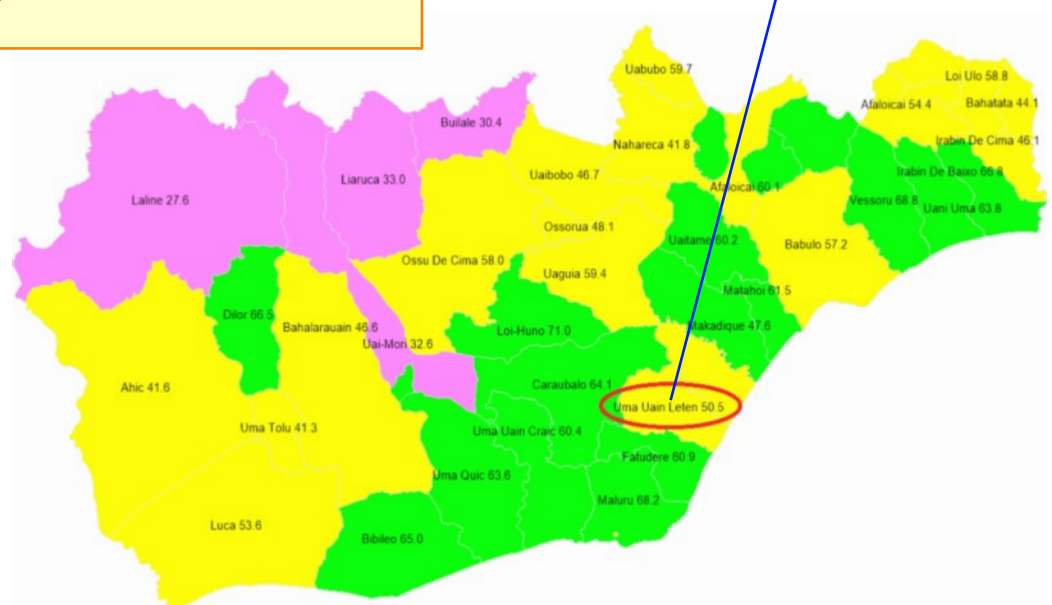 Uabubo 59.7
Loi Ulo 58.8
Afaloicai 54.4
Bahatata 44.1
Builale 30.4
Nahareca 41.8
Irabin De Cima 46.1
Irabin De Baixo 66.8
Uaibobo 46.7
Liaruca 33.0
Afaloicai 60.1
Laline 27.6
Vessoru 68.8
Uani Uma 63.8
Ossorua 48.1
Uaitame 60.2
Babulo 57.2
Ossu De Cima 58.0
Uaguia 59.4
Matahoi 61.5
Dilor 66.5
Bahalarauain 46.6
Loi-Huno 71.0
Makadique 47.6
Uai-Mori 32.6
Ahic 41.6
Caraubalo 64.1
Uma Uain Leten 50.5
Uma Tolu 41.3
Uma Uain Craic 60.4
Fatudere 60.9
Uma Quic 63.6
Maluru 68.2
Luca 53.6
Bibileo 65.0